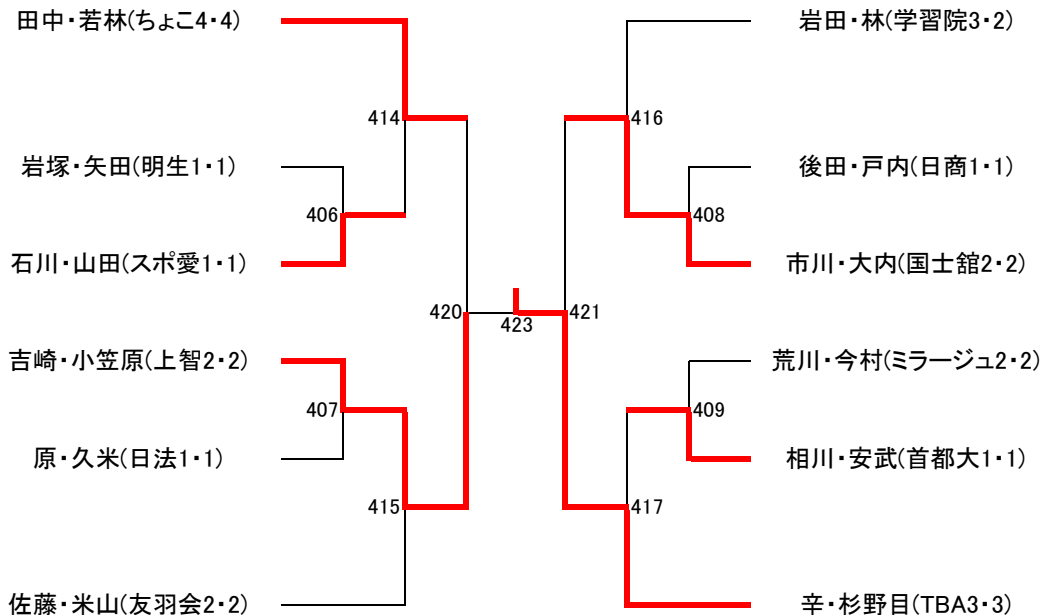 田中・若林(ちょこ4・4)
岩田・林(学習院3・2)
414
416
岩塚・矢田(明生1・1)
後田・戸内(日商1・1)
406
408
石川・山田(スポ愛1・1)
市川・大内(国士舘2・2)
420
423
421
吉崎・小笠原(上智2・2)
荒川・今村(ミラージュ2・2)
407
409
原・久米(日法1・1)
相川・安武(首都大1・1)
415
417
佐藤・米山(友羽会2・2)
辛・杉野目(TBA3・3)